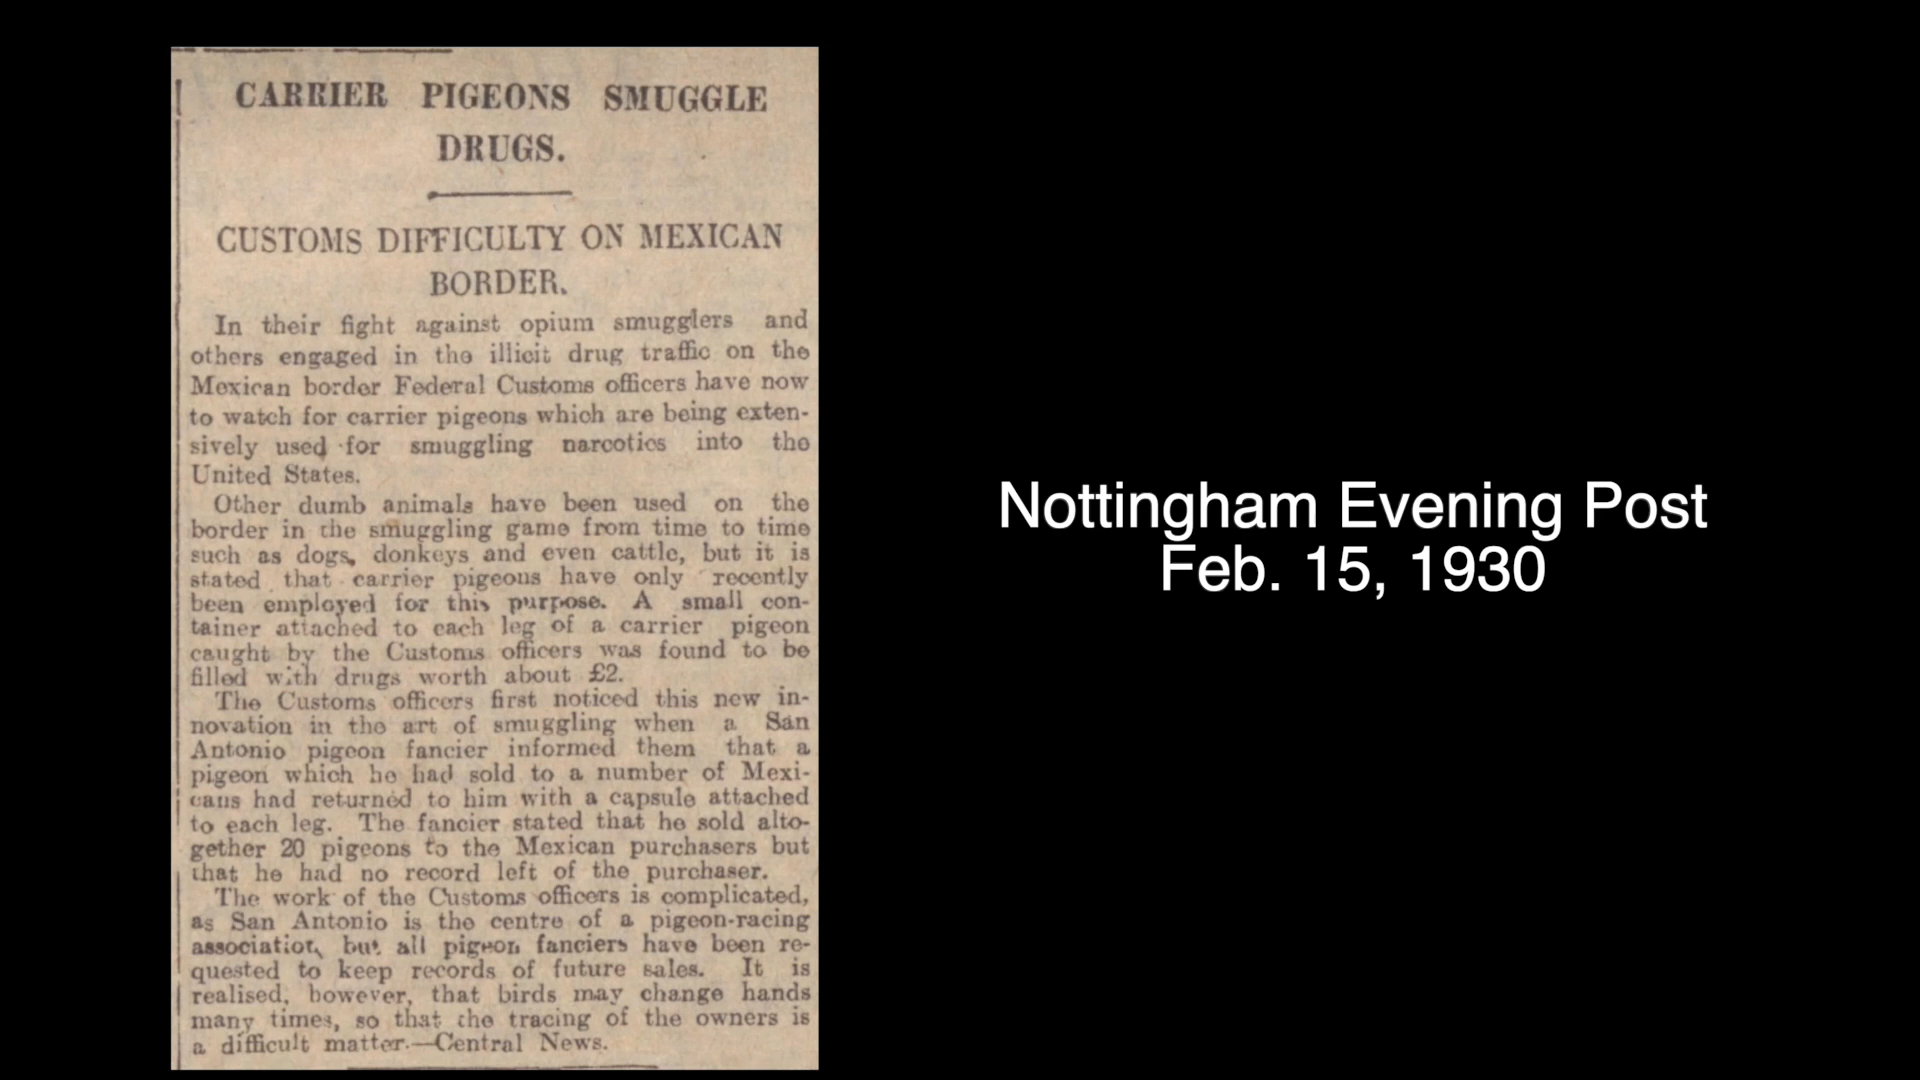 CARRIER PIGEONS SMUGGLE
DRUGS.
CUSTOMS DIFFICULTY ON MEXICAN
BORDER.
In their fight against opium smugglers and
others engaged in the illicit drug traffic on the
Mexican border Federal Customs officers have now
to watch for carrier pigeons which are being exten-
sively used for smuggling narcotics into the
United States.
Other dumb animals have been used on the
border in the smuggling game from time to time
such as dogs, donkeys and even cattle, but it is
stated that carrier pigeons have only recently
been employed for this purpose. A small con-
tainer attached to each leg of a carrier pigeon
caught by the Customs officers was found to be
filled with drugs worth about £2.
The Customs officers first noticed this new in-
novation in the art of smuggling when a San
Antonio pigeon fancier informed them that a
pigeon which he had sold to a number of Mexi-
cans had returned to him with a capsule attached
to each leg. The fancier stated that he sold alto-
gether 20 pigeons to the Mexican purchasers but
that he had no record left of the purchaser.
The work of the Customs officers is complicated,
as San Antonio is the centre of a pigeon-racing
association, but all pigeon fanciers have been re-
quested to keep records of future sales. It is
realised, however, that birds may change hands
many times, so that the tracing of the owners is
a difficult matter.—Central News.
Nottingham Evening Post
Feb. 15, 1930